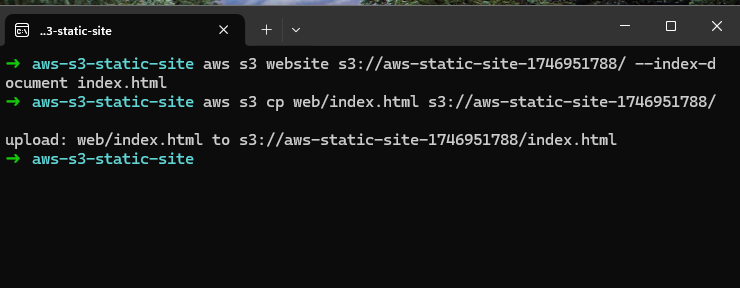 ..3-static-site
➜ aws-s3-static-site aws s3 website s3://aws-static-site-1746951788/ --index-d
ocument index.html
➜ aws-s3-static-site aws s3 cp web/index.html s3://aws-static-site-1746951788/
upload: web/index.html to s3://aws-static-site-1746951788/index.html
➜ aws-s3-static-site